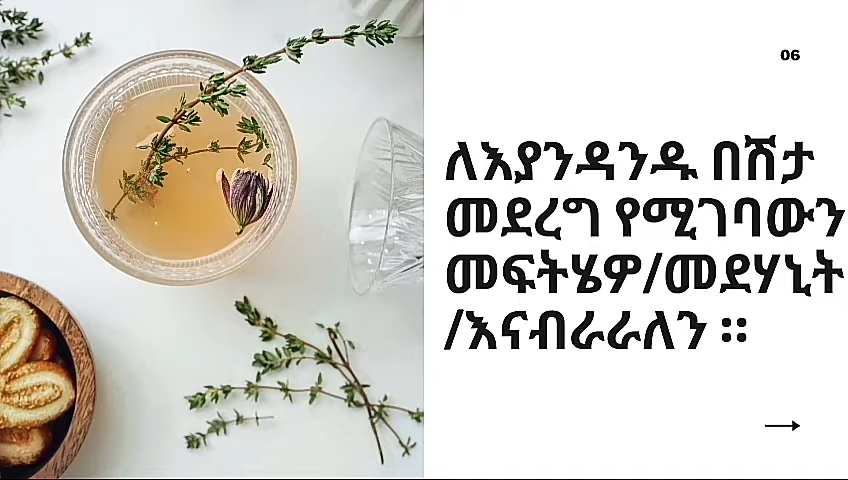 06
ለእያንዳንዱ በሽታ
መደረግ የሚገባውን
መፍትሄዎ/መደሃኒት
/እናብራራለን ።